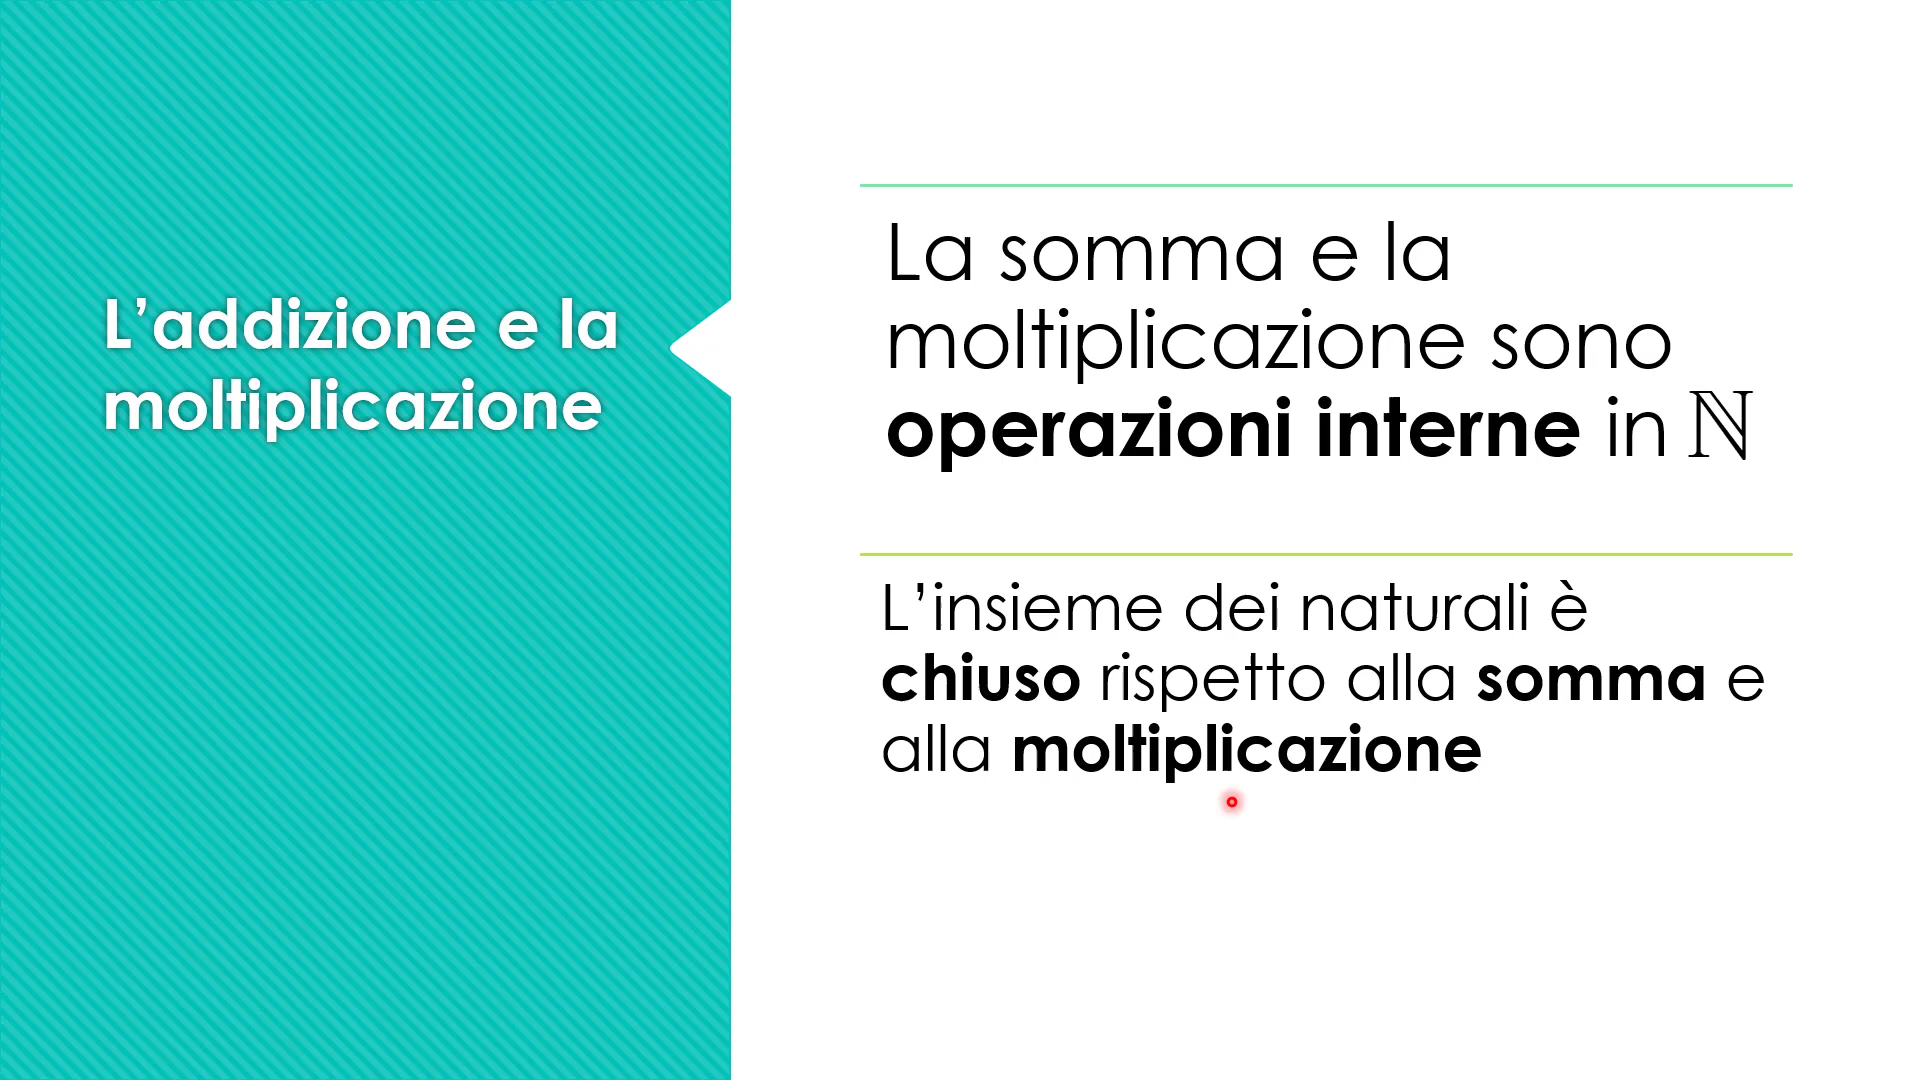 L’addizione e la
moltiplicazione
La somma e la
moltiplicazione sono
operazioni interne in ℕ
L’insieme dei naturali è
chiuso rispetto alla somma e
alla moltiplicazione